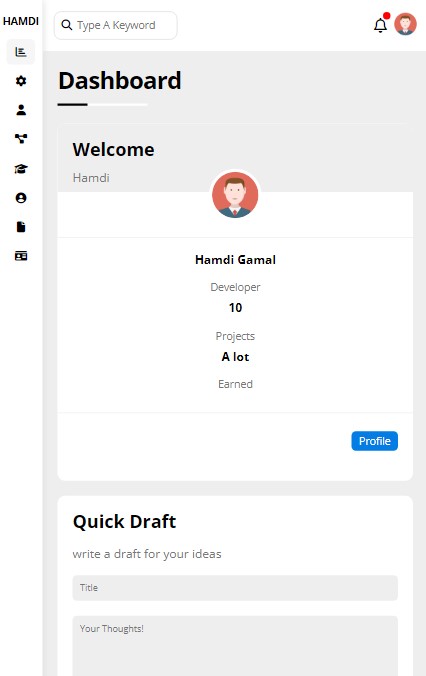 HAMDI
Type A Keyword
Dashboard
Welcome
Hamdi
Hamdi Gamal
Developer
10
Projects
A lot
Earned
Profile
Quick Draft
write a draft for your ideas
Title
Your Thoughts!